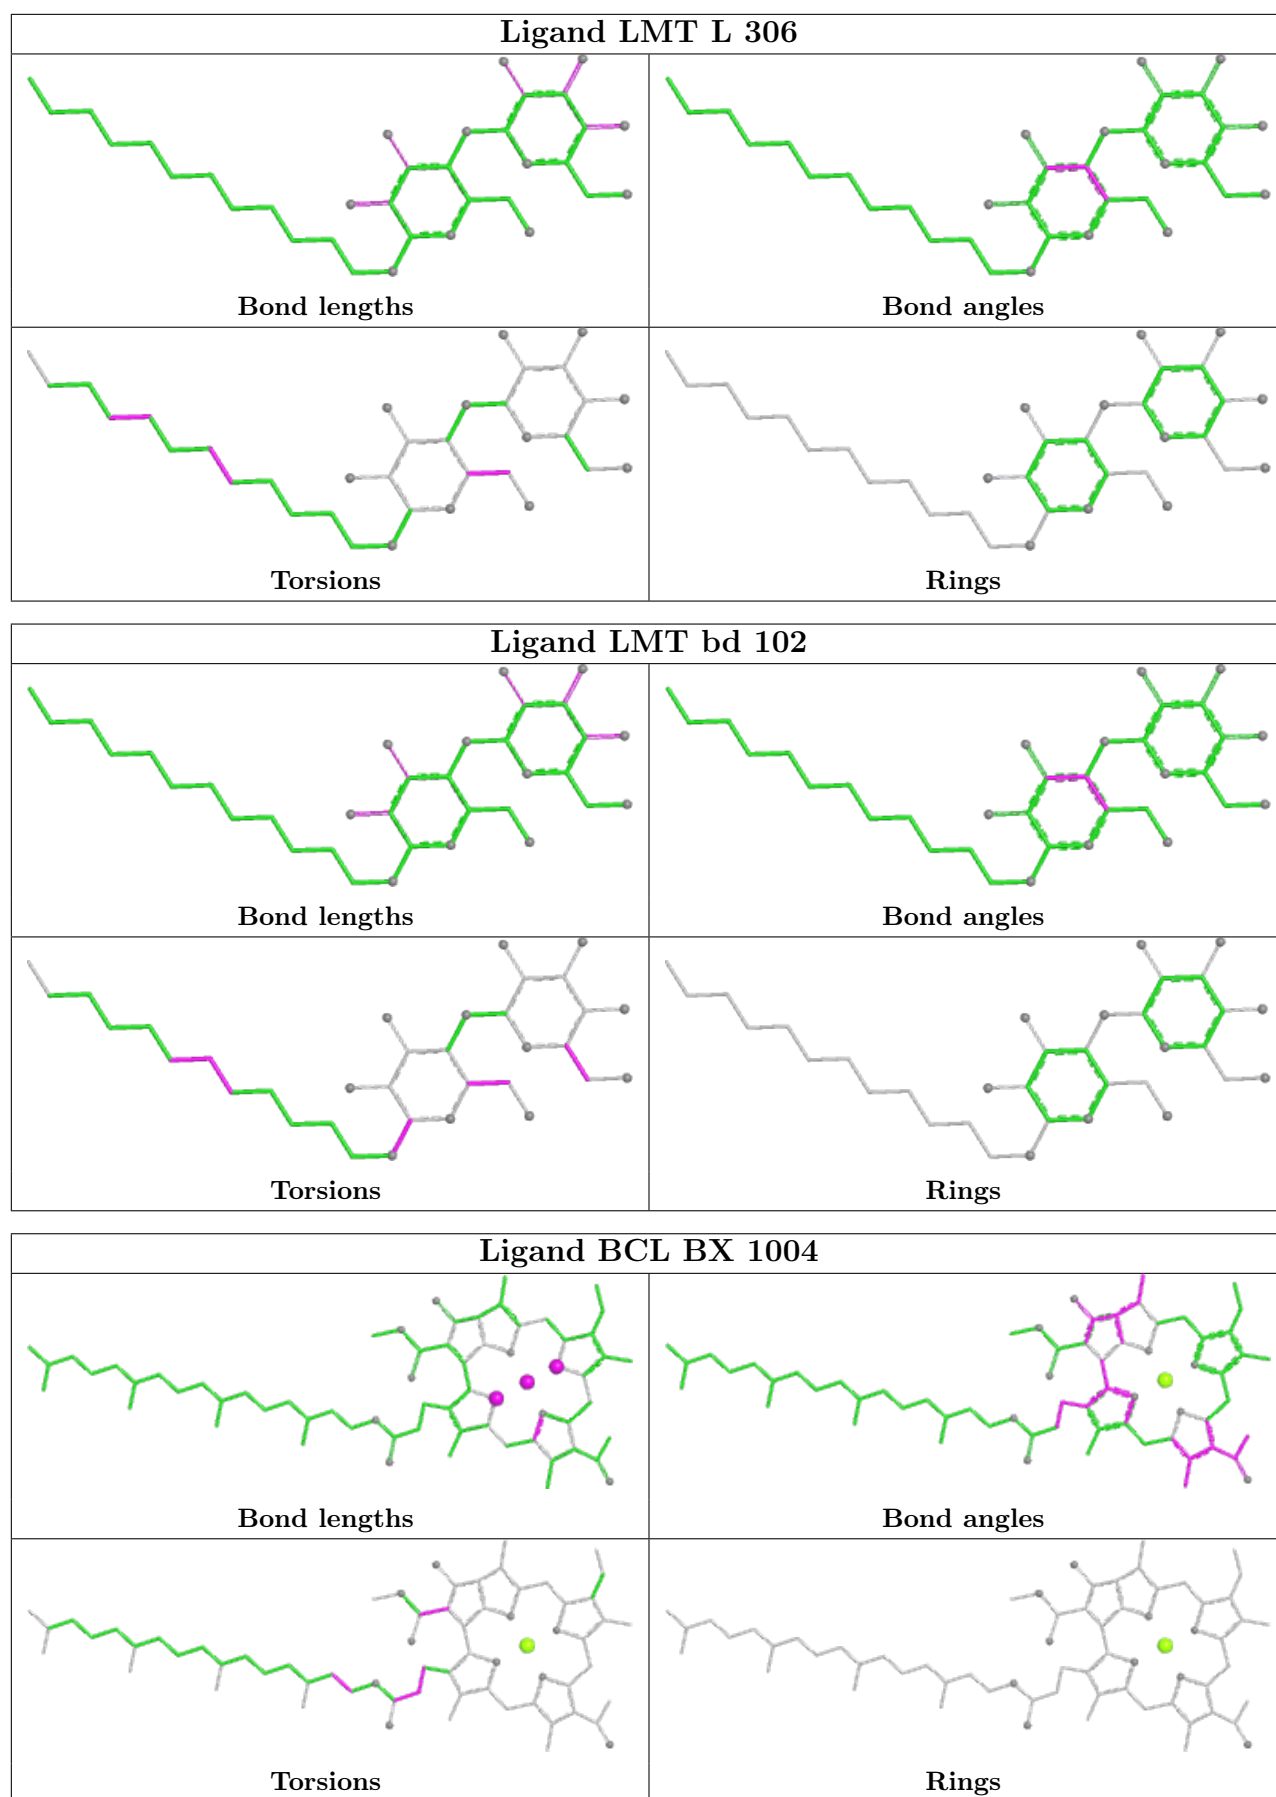 Ligand LMT L 306
Bond lengths
Bond angles
Torsions
Rings
Ligand LMT bd 102
Bond lengths
Bond angles
Torsions
Rings
Ligand BCL BX 1004
Bond lengths
Bond angles
Torsions
Rings